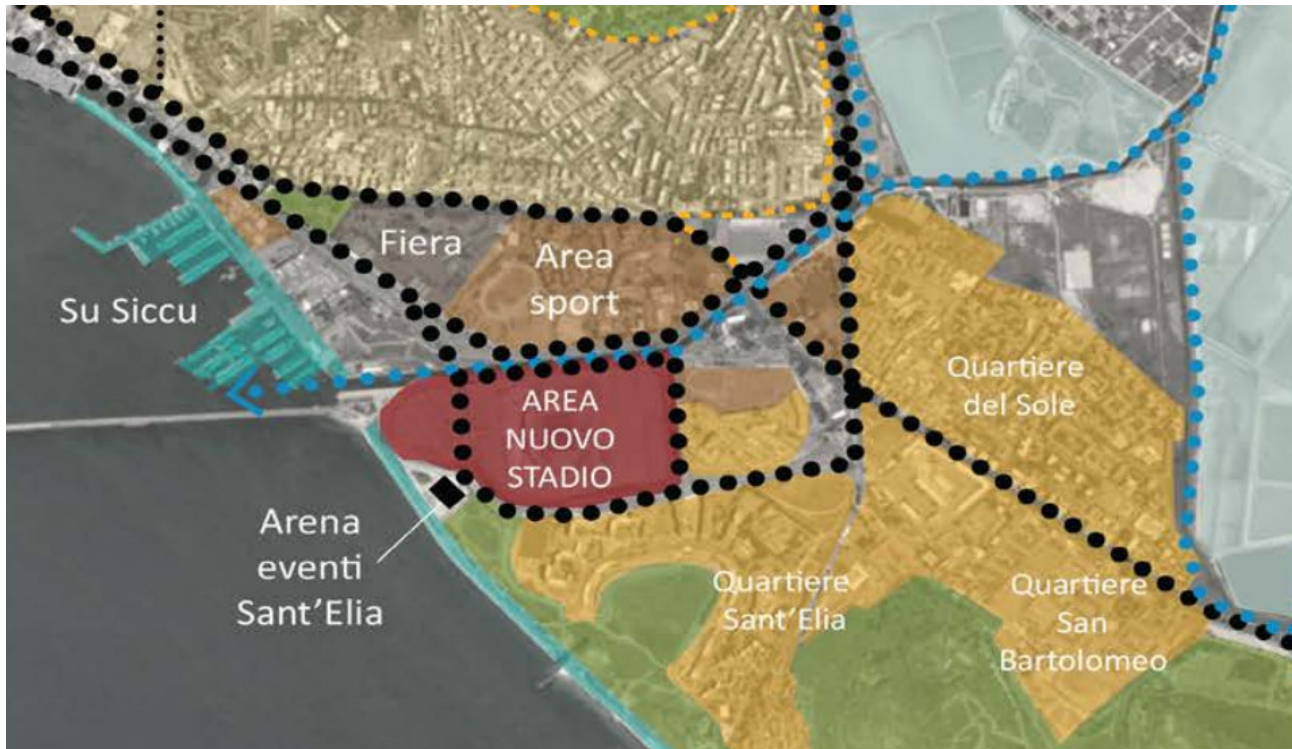 Fiera
Area
sport
Su Siccu
Quartiere
del Sole
AREA
NUOVO
STADIO
Arena
eventi
Sant'Elia
Quartiere
Sant'Elia
Quartiere
San
Bartolomeo